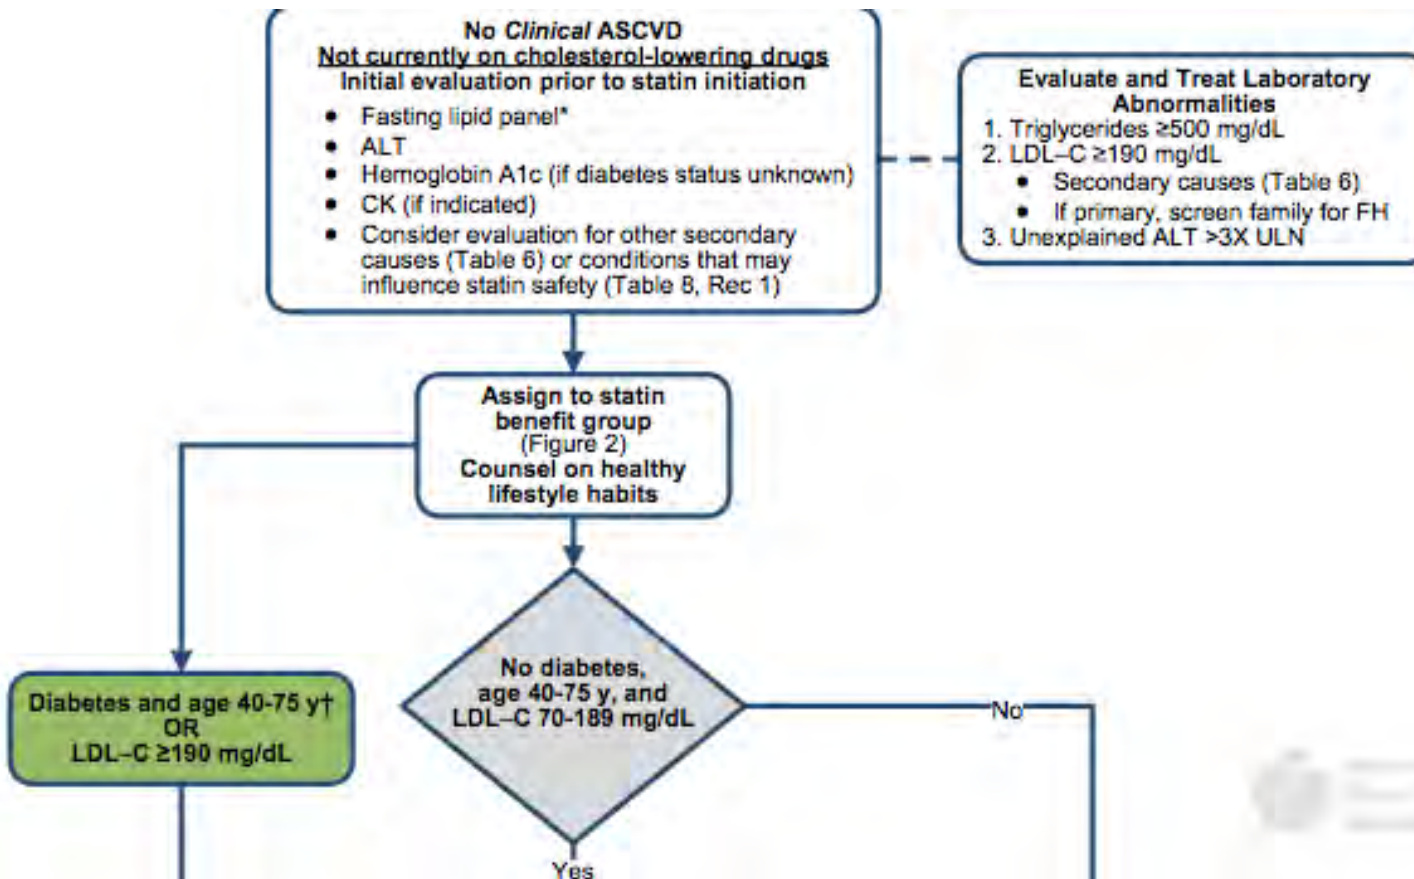 No Clinical ASCVD
Not currently on cholesterol-lowering drugs
Initial evaluation prior to statin initiation
• Fasting lipid panel*
• ALT
• Hemoglobin A1c (if diabetes status unknown)
• CK (if indicated)
• Consider evaluation for other secondary
causes (Table 6) or conditions that may
influence statin safety (Table 8, Rec 1)
Evaluate and Treat Laboratory
Abnormalities
1. Triglycerides ≥500 mg/dL
2. LDL–C ≥190 mg/dL
• Secondary causes (Table 6)
• If primary, screen family for FH
3. Unexplained ALT >3X ULN
Assign to statin
benefit group
(Figure 2)
Counsel on healthy
lifestyle habits
Diabetes and age 40-75 y†
OR
LDL–C ≥190 mg/dL
No diabetes,
age 40-75 y, and
LDL–C 70-189 mg/dL
No
Yes